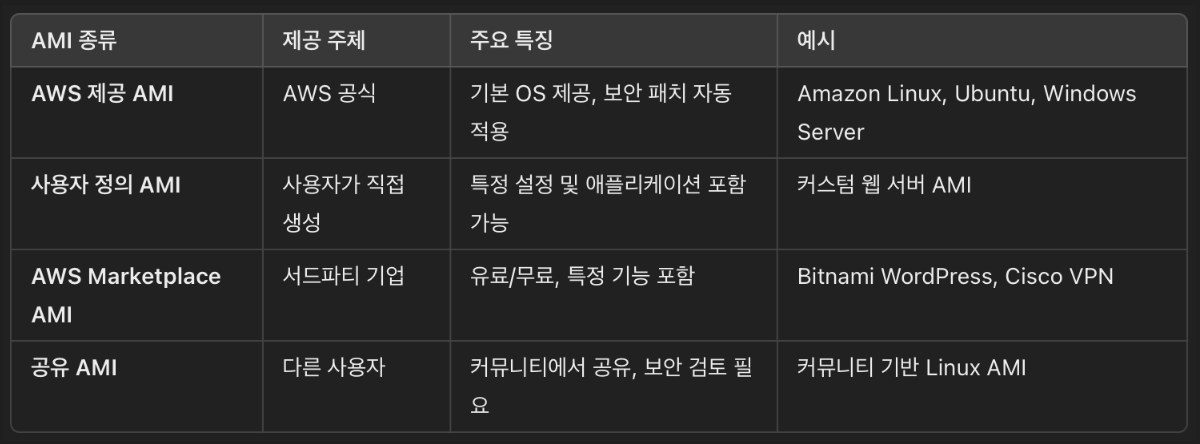 AMI 종류
제공 주체
주요 특징
예시
AWS 제공 AMI
AWS 공식
기본 OS 제공, 보안 패치 자동
적용
Amazon Linux, Ubuntu, Windows
Server
사용자 정의 AMI
사용자가 직접
생성
특정 설정 및 애플리케이션 포함
가능
커스텀 웹 서버 AMI
AWS Marketplace
AMI
서드파티 기업
유료/무료, 특정 기능 포함
Bitnami WordPress, Cisco VPN
공유 AMI
다른 사용자
커뮤니티에서 공유, 보안 검토 필
요
커뮤니티 기반 Linux AMI